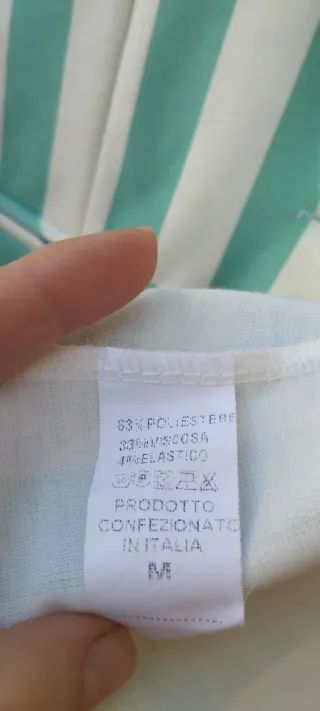 63% POLIESTERE
33% VISCOSA
4% ELASTICO
PRODOTTO
CONFEZIONATO
IN ITALIA
M